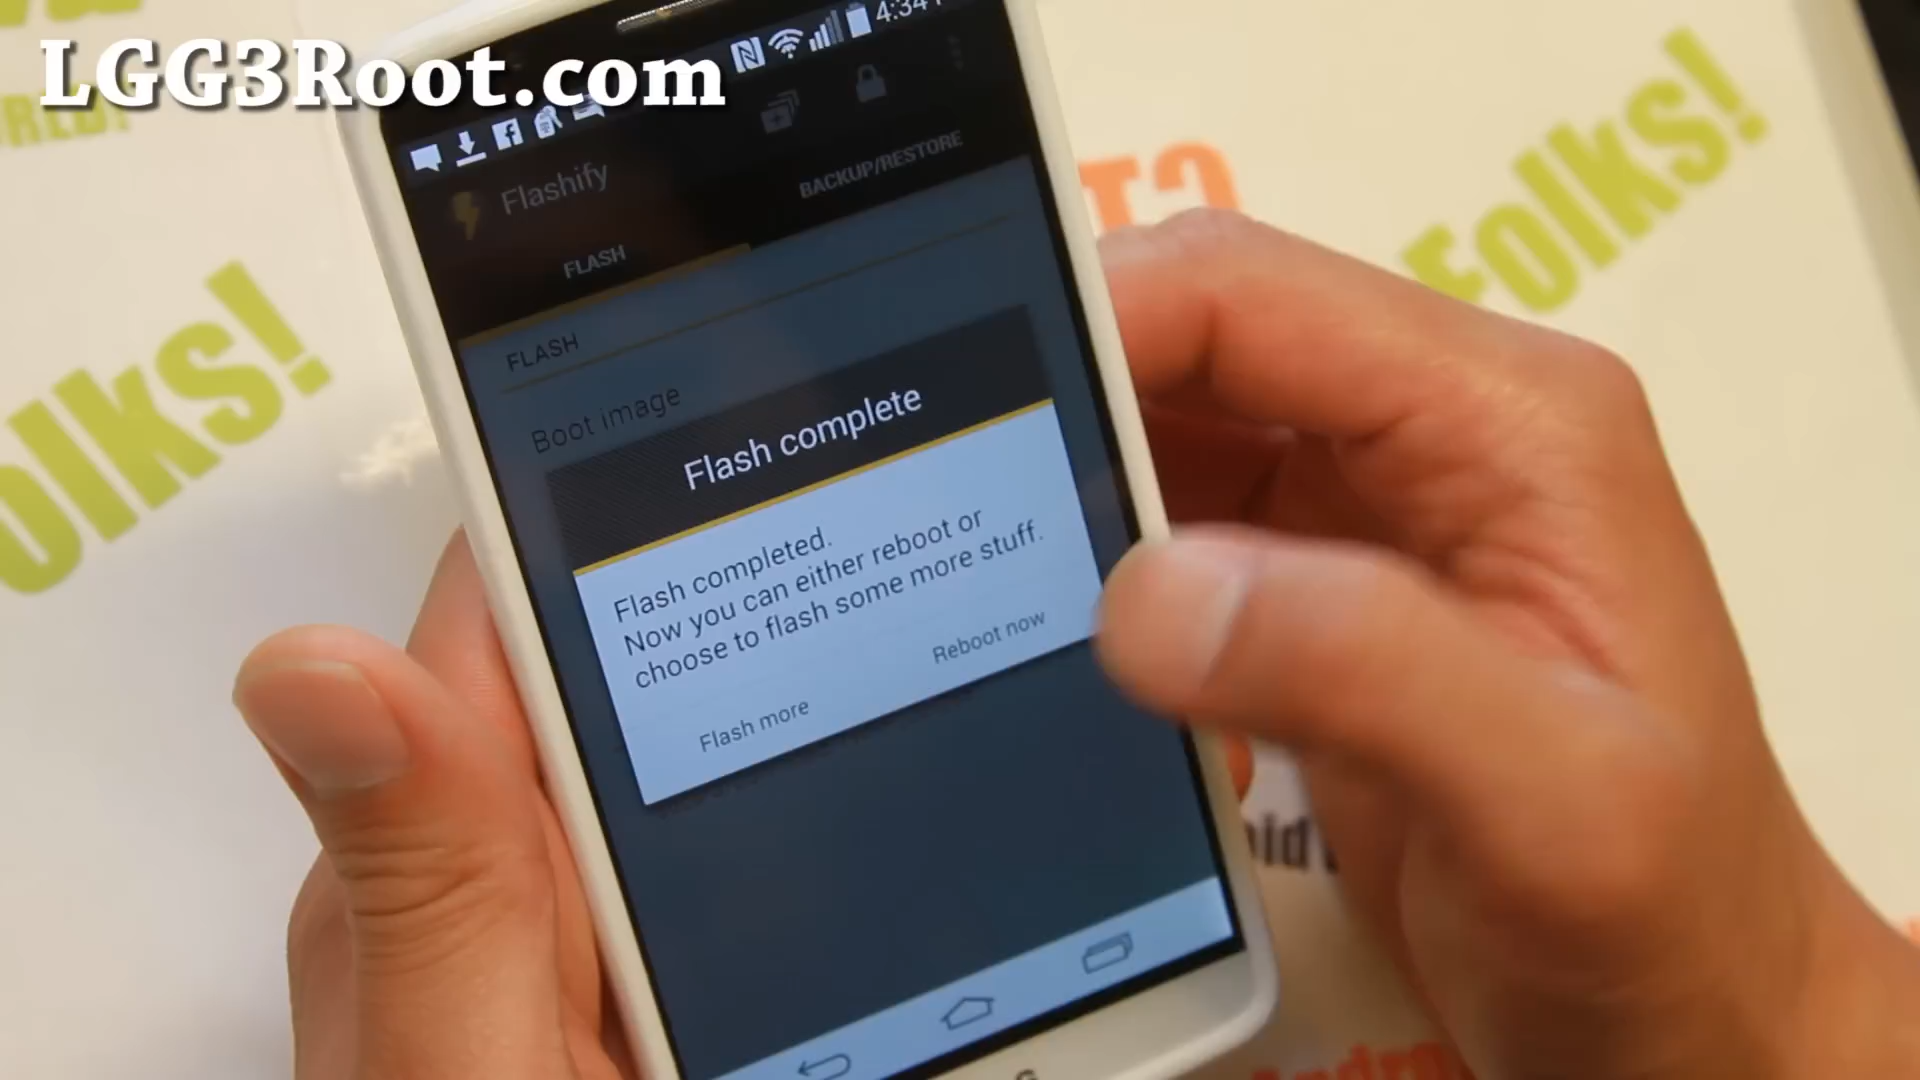 LGG3Root.com
4:34
Flashify
BACKUP/RESTORE
FLASH
FLASH
Boot image
Flash complete
Flash completed.
Now you can either reboot or
choose to flash some more stuff.
Flash more
Reboot now
Folks!
olks!